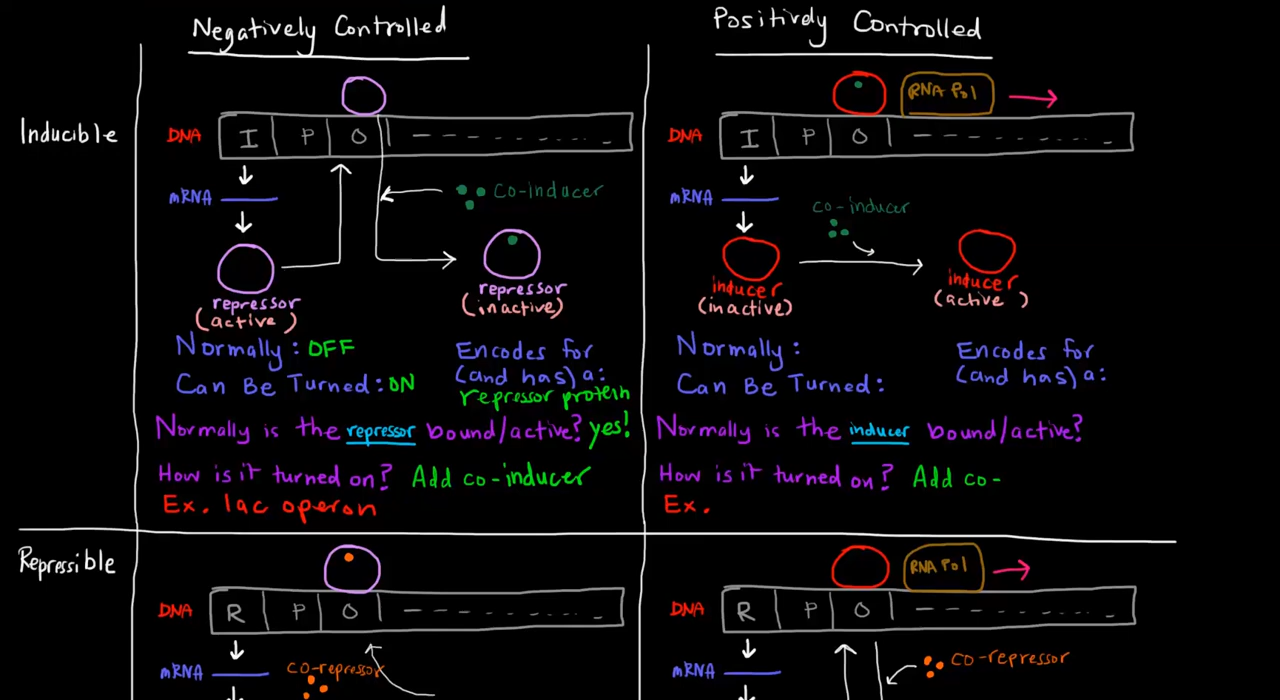 Negatively Controlled
Positively Controlled
Inducible
DNA I P O
mRNA
co-inducer
repressor
(active)
repressor
(inactive)
Normally: OFF
Can Be Turned: ON
Encodes for
(and has) a:
repressor protein
Normally is the repressor bound/active? yes!
How is it turned on? Add co-inducer
Ex. lac operon
RNA Pol
DNA I P O
mRNA
co-inducer
inducer
(inactive)
inducer
(active)
Normally:
Can Be Turned:
Encodes for
(and has) a:
Normally is the inducer bound/active?
How is it turned on? Add co-
Ex.
Repressible
DNA R P O
mRNA
co-repressor
RNA Pol
DNA R P O
mRNA
co-repressor